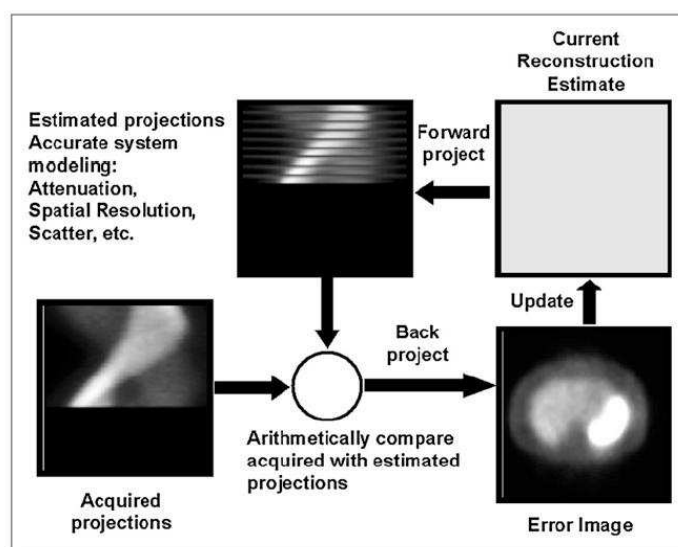 Current
Reconstruction
Estimate
Estimated projections
Accurate system
modeling:
Attenuation,
Spatial Resolution,
Scatter, etc.
Forward
project
Update
Back
project
Arithmetically compare
acquired with estimated
projections
Acquired
projections
Error Image